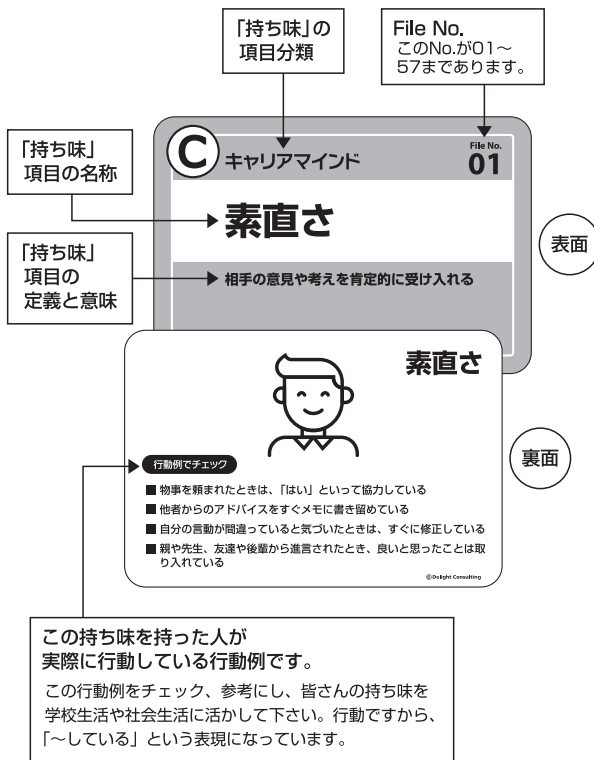 「持ち味」の
項目分類
File No.
このNo.が01～
57まであります。
「持ち味」
項目の名称
C キャリアマインド
File No.
01
素直さ
表面
「持ち味」
項目の
定義と意味
相手の意見や考えを肯定的に受け入れる
素直さ
裏面
行動例でチェック
■ 物事を頼まれたときは、「はい」といって協力している
■ 他者からのアドバイスをすぐメモに書き留めている
■ 自分の言動が間違っていると気づいたときは、すぐに修正している
■ 親や先生、友達や後輩から進言されたとき、良いと思ったことは取
り入れている
©Delight Consulting
この持ち味を持った人が
実際に行動している行動例です。
この行動例をチェック、参考にし、皆さんの持ち味を
学校生活や社会生活に活かして下さい。行動ですから、
「～している」という表現になっています。